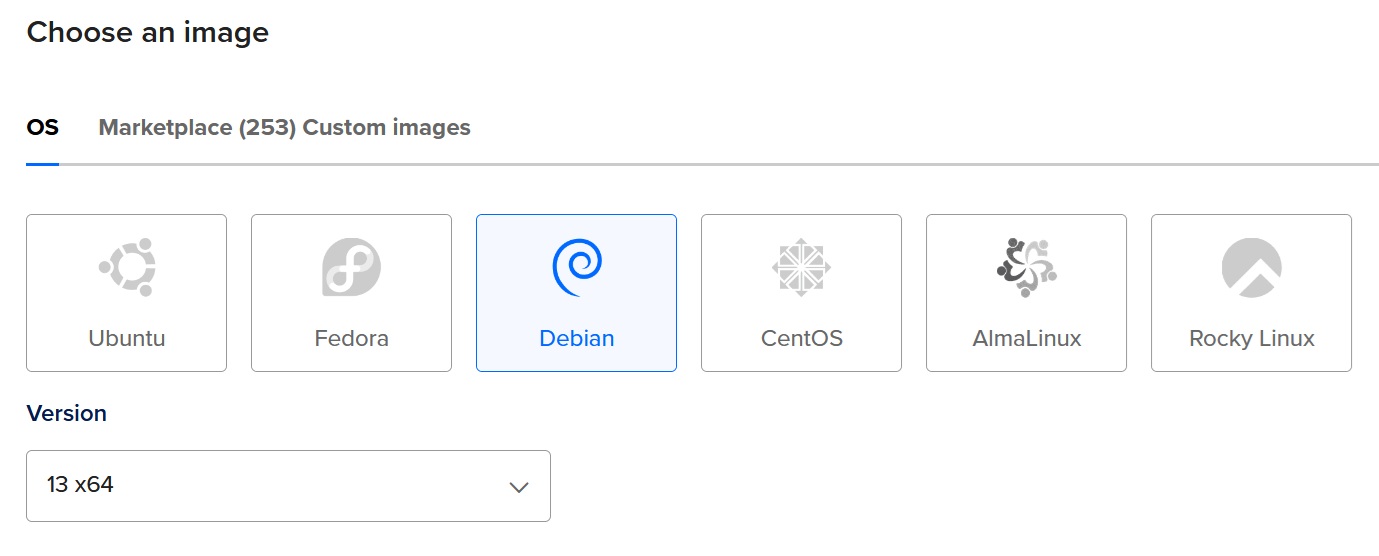 Choose an image
OS Marketplace (253) Custom images
Ubuntu Fedora Debian CentOS AlmaLinux Rocky Linux
Version
13 x64